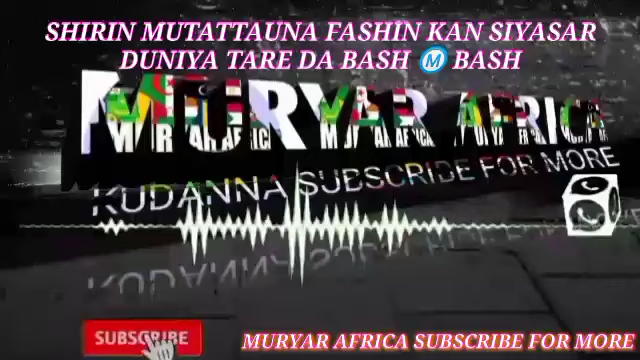 SHIRIN MUTATTAUNA FASHIN KAN SIYASAR
DUNIYA TARE DA BASH M BASH
MURYAR AFRICA
KUDANNA SUBSCRIBE FOR MORE
SUBSCRIBE
MURYAR AFRICA SUBSCRIBE FOR MORE